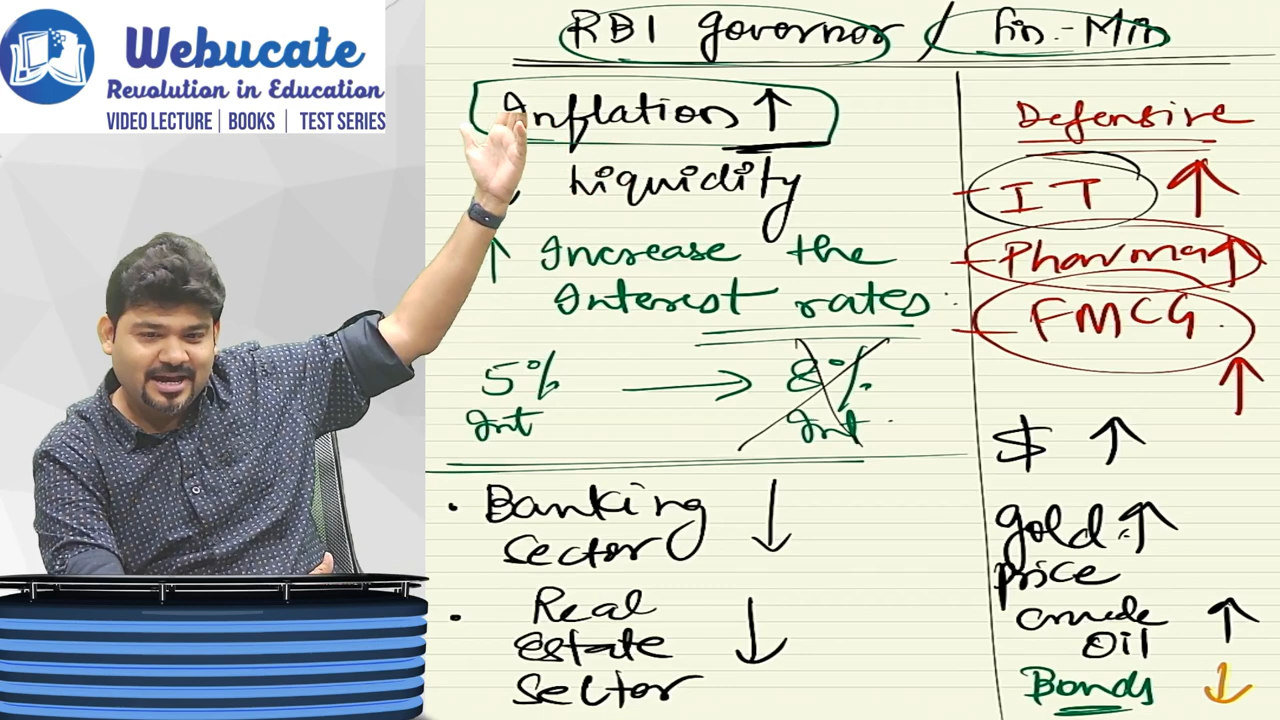 Webucate
Revolution in Education
VIDEO LECTURE | BOOKS | TEST SERIES
RBI governor / Fin.-Min
Inflation ↑
Liquidity
↑ Increase the
Interest rates
5% → 8%
Int Int
• Banking ↓
Sector
• Real ↓
Estate
Sector
Defensive
- IT ↑
- Pharma ↑
- FMCG
↑
$ ↑
gold ↑
price
crude ↑
oil
Bonds ↓